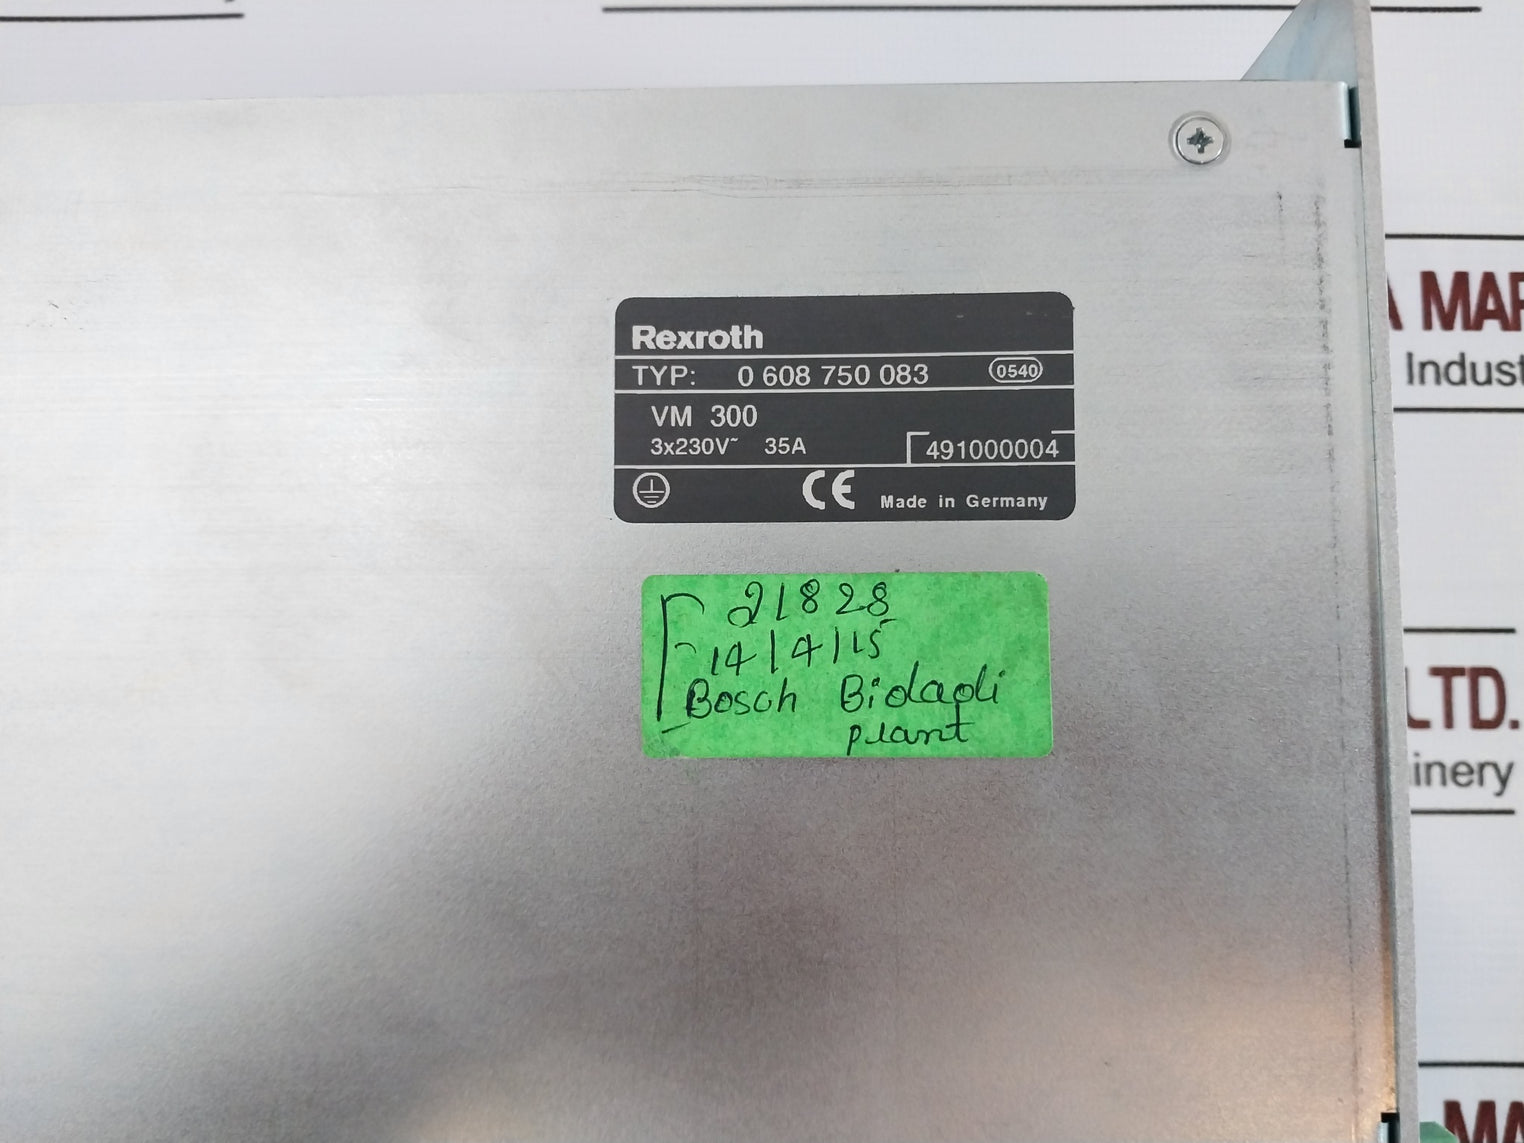 Rexroth
TYP: 0 608 750 083 0540
VM 300
3x230V~ 35A 491000004
CE Made in Germany
21828
14/4/15
Bosch Bidadi
plant
A MAR
Indust
LTD.
inery
MA